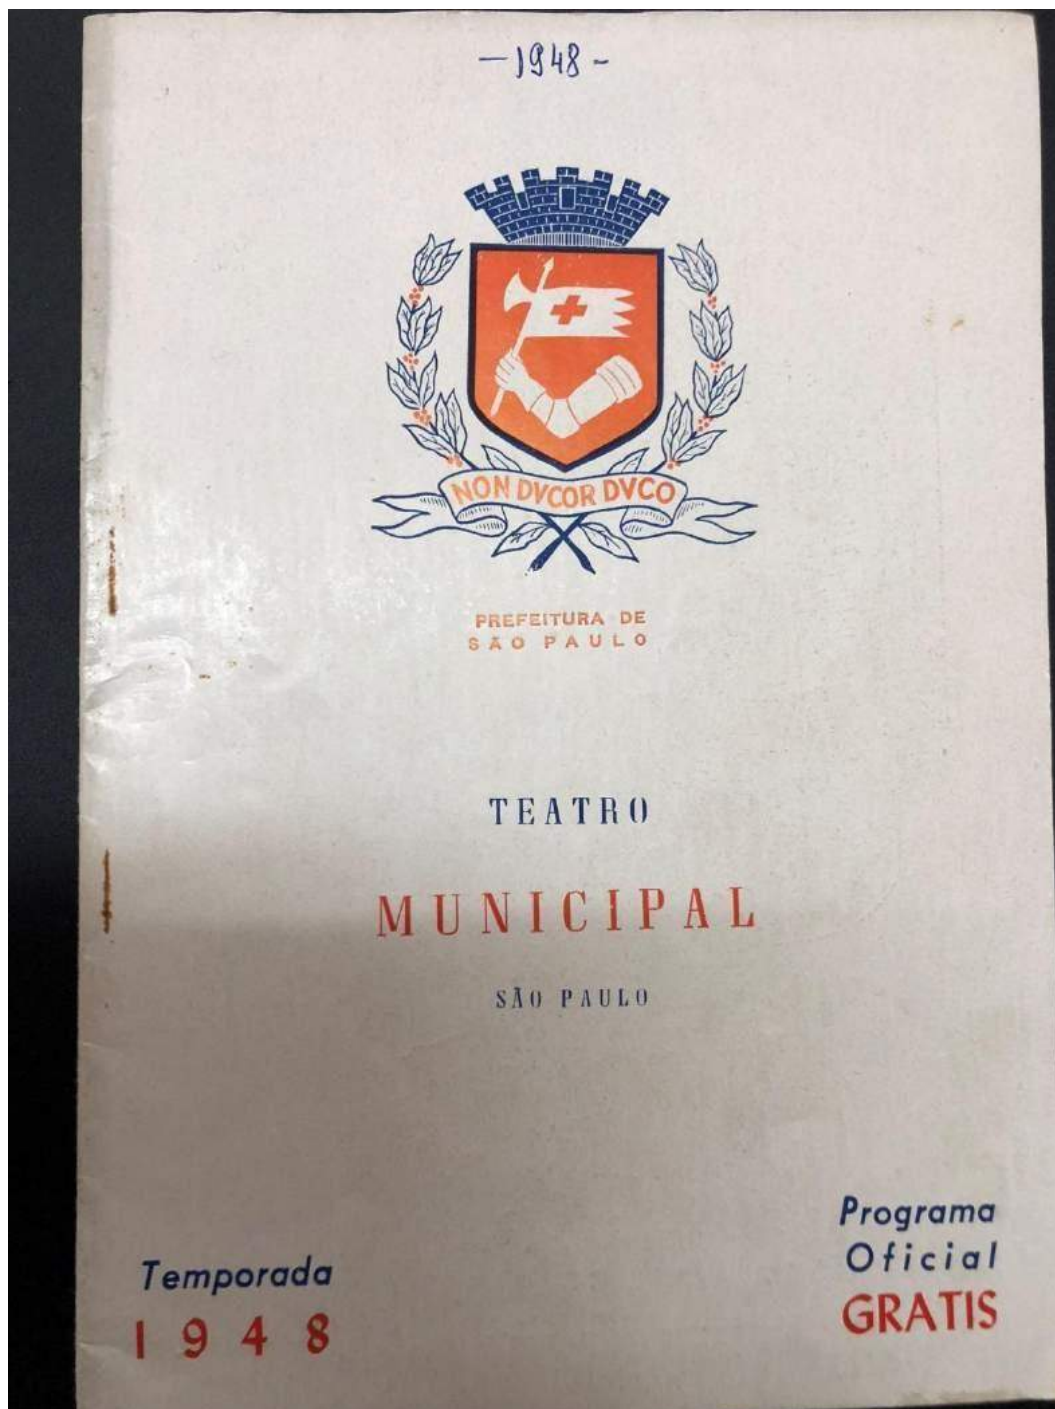 -1948-
NON DVCOR DVCO
PREFEITURA DE
SÃO PAULO
TEATRO
MUNICIPAL
SÃO PAULO
Temporada
1948
Programa
Oficial
GRATIS